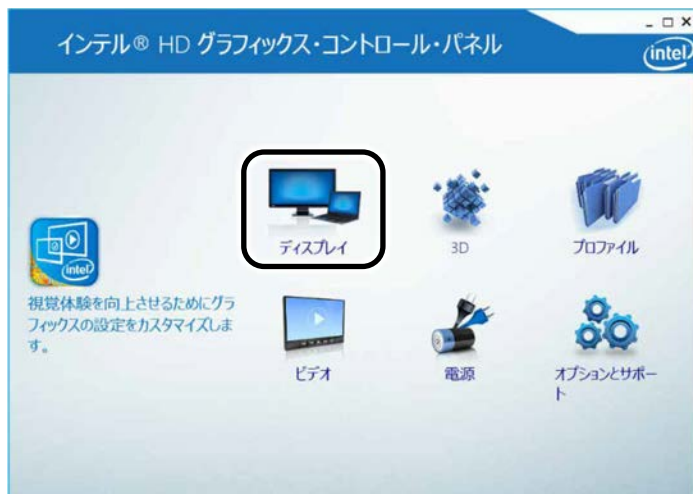 インテル® HD グラフィックス・コントロール・パネル
intel
ディスプレイ
3D
プロファイル
intel
視覚体験を向上させるためにグラ
フィックスの設定をカスタマイズしま
す。
ビデオ
電源
オプションとサポー
ト